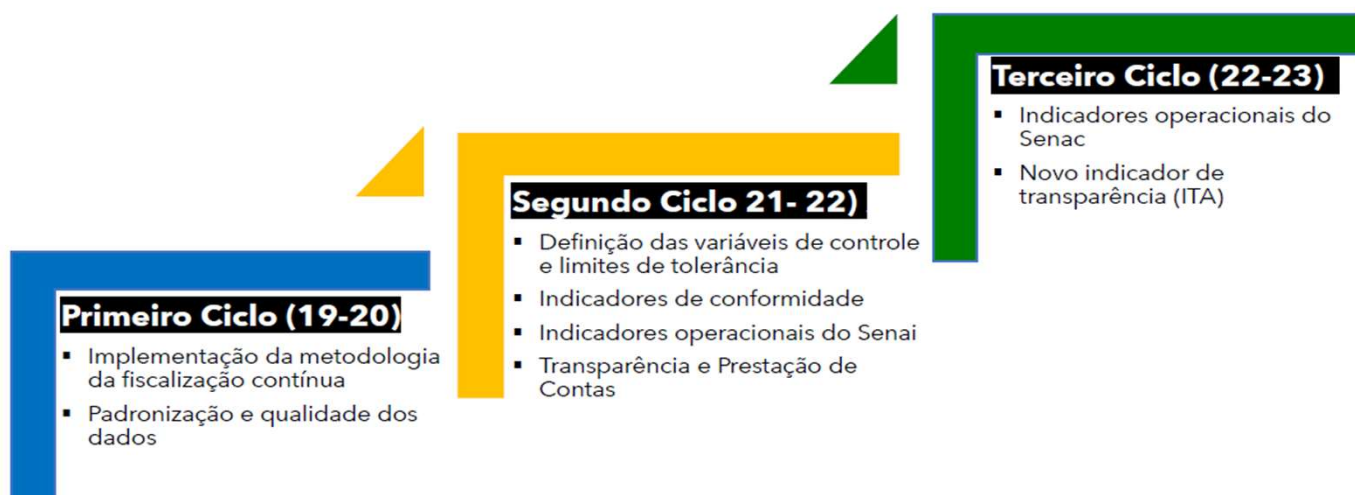 Primeiro Ciclo (19-20)
▪ Implementação da metodologia
da fiscalização contínua
▪ Padronização e qualidade dos
dados
Segundo Ciclo 21- 22)
▪ Definição das variáveis de controle
e limites de tolerância
▪ Indicadores de conformidade
▪ Indicadores operacionais do Senai
▪ Transparência e Prestação de
Contas
Terceiro Ciclo (22-23)
▪ Indicadores operacionais do
Senac
▪ Novo indicador de
transparência (ITA)